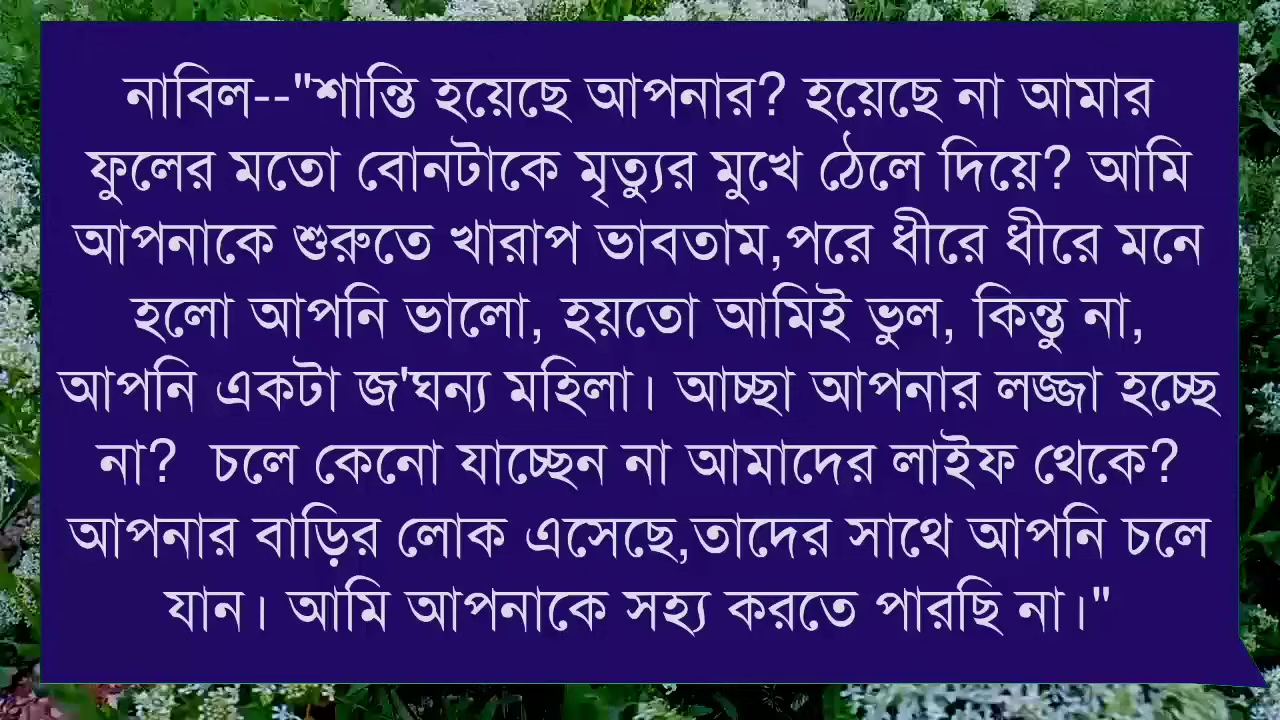 নাবিল--"শান্তি হয়েছে আপনার? হয়েছে না আমার
ফুলের মতো বোনটাকে মৃত্যুর মুখে ঠেলে দিয়ে? আমি
আপনাকে শুরুতে খারাপ ভাবতাম,পরে ধীরে ধীরে মনে
হলো আপনি ভালো, হয়তো আমিই ভুল, কিন্তু না,
আপনি একটা জ'ঘন্য মহিলা। আচ্ছা আপনার লজ্জা হচ্ছে
না?  চলে কেনো যাচ্ছেন না আমাদের লাইফ থেকে?
আপনার বাড়ির লোক এসেছে,তাদের সাথে আপনি চলে
যান। আমি আপনাকে সহ্য করতে পারছি না।"